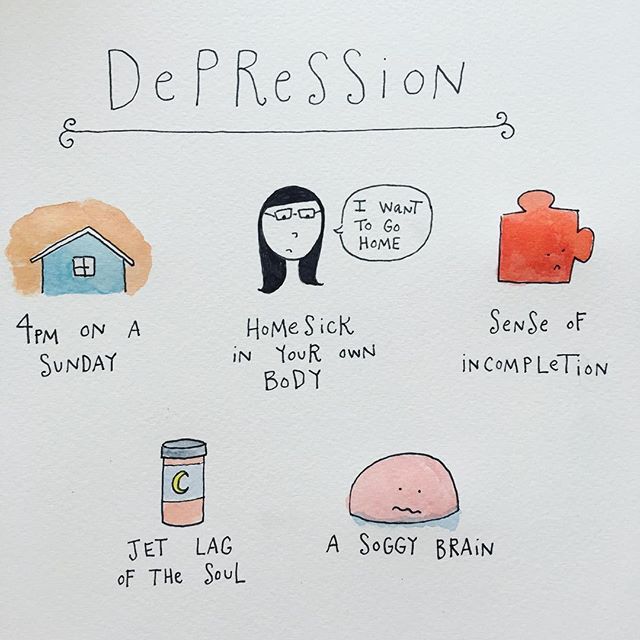 DePReSSioN
I WaNT
To Go
HOME
4PM ON A
SUNDAY
HOMeSiCK
iN YOUR OWN
BODY
SeNSe oF
iNCOMPLeTioN
JET LAG
oF THe SouL
A SoGGY BRAiN